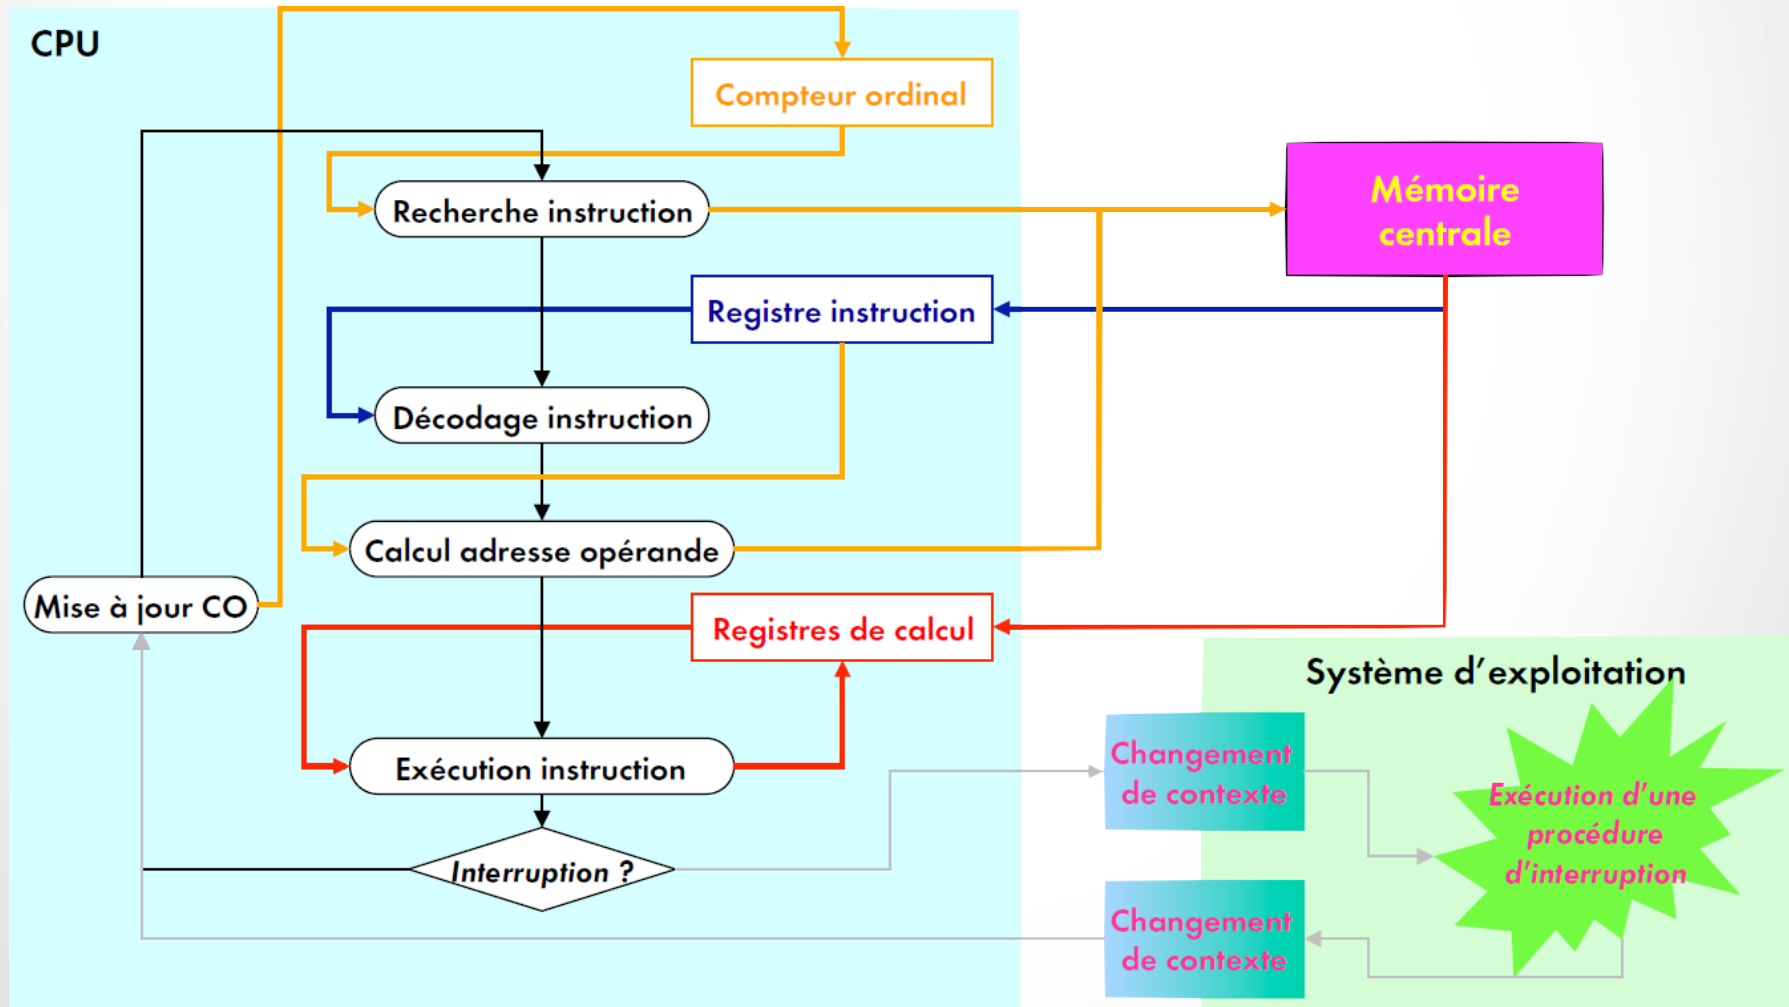 CPU
Compteur ordinal
Recherche instruction
Mémoire
centrale
Registre instruction
Décodage instruction
Calcul adresse opérande
Mise à jour CO
Registres de calcul
Système d'exploitation
Exécution instruction
Changement
de contexte
Exécution d'une
procédure
d'interruption
Interruption ?
Changement
de contexte